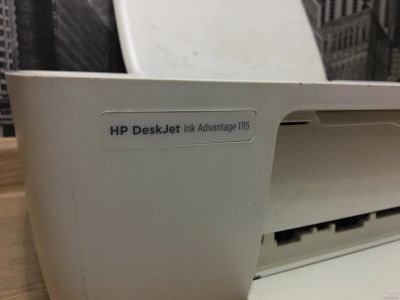 HP DeskJet Ink Advantage 1115